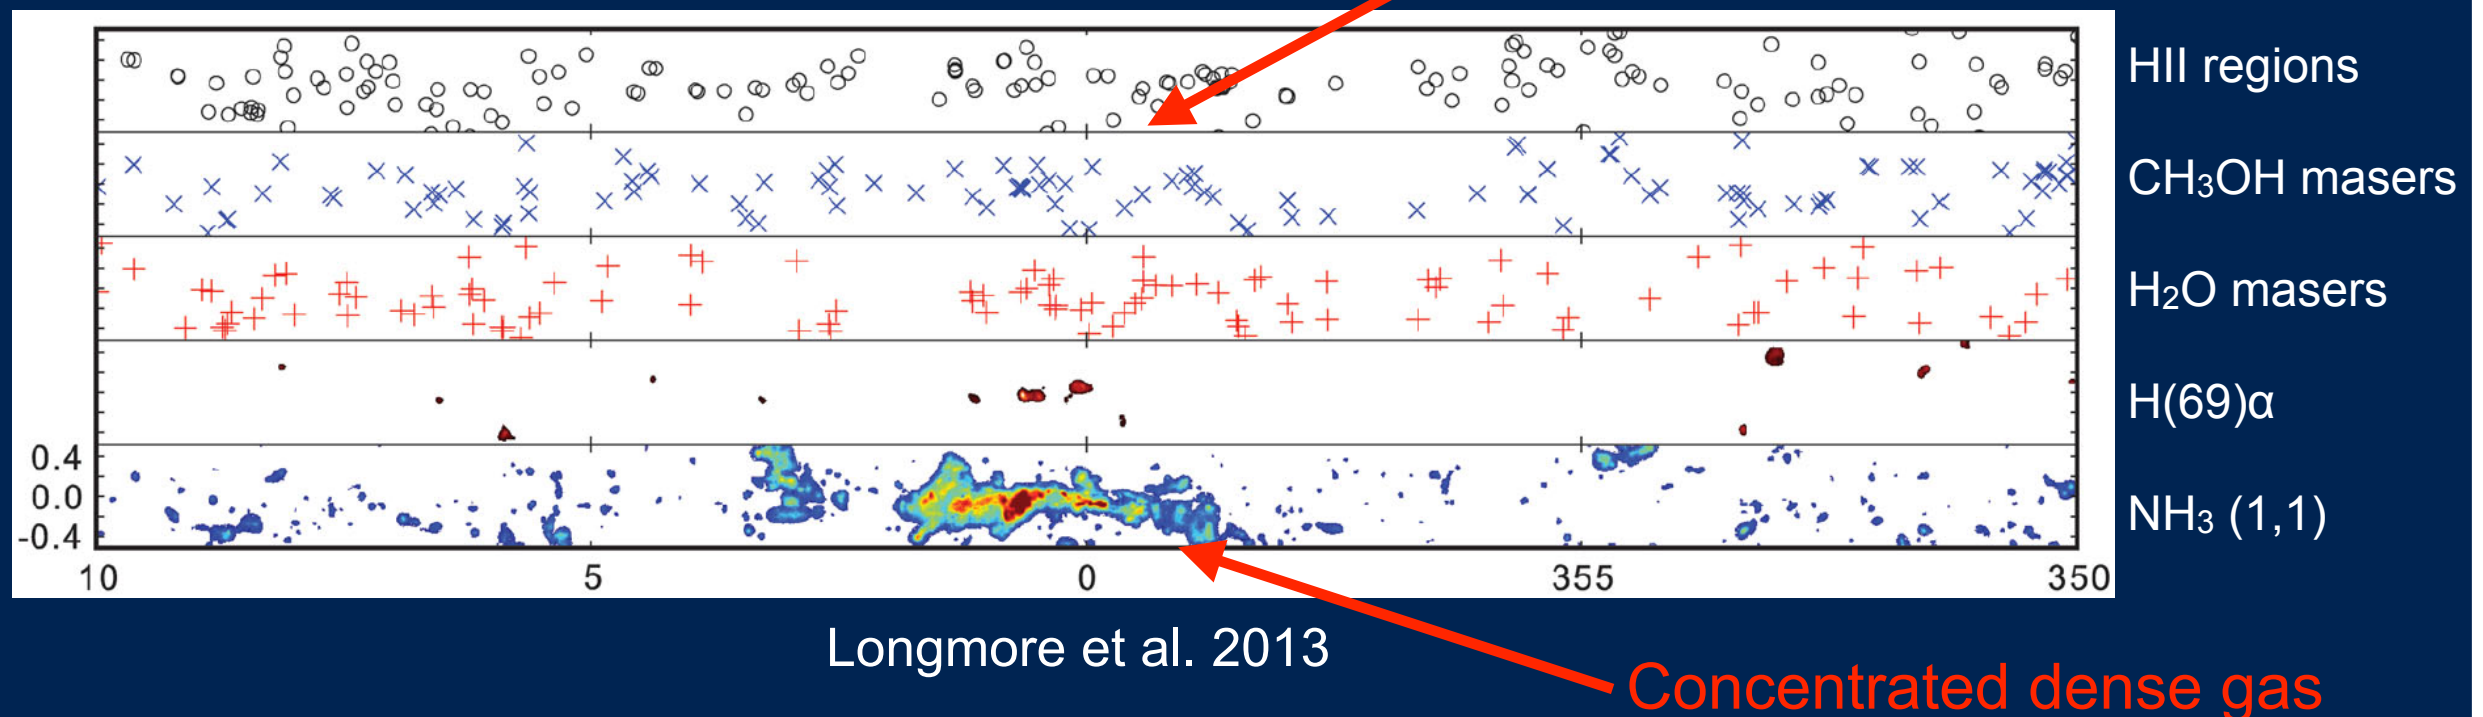 HII regions
CH₃OH masers
H₂O masers
H(69)α
0.4
0.0
-0.4
NH₃ (1,1)
10 5 0 355 350
Longmore et al. 2013
Concentrated dense gas